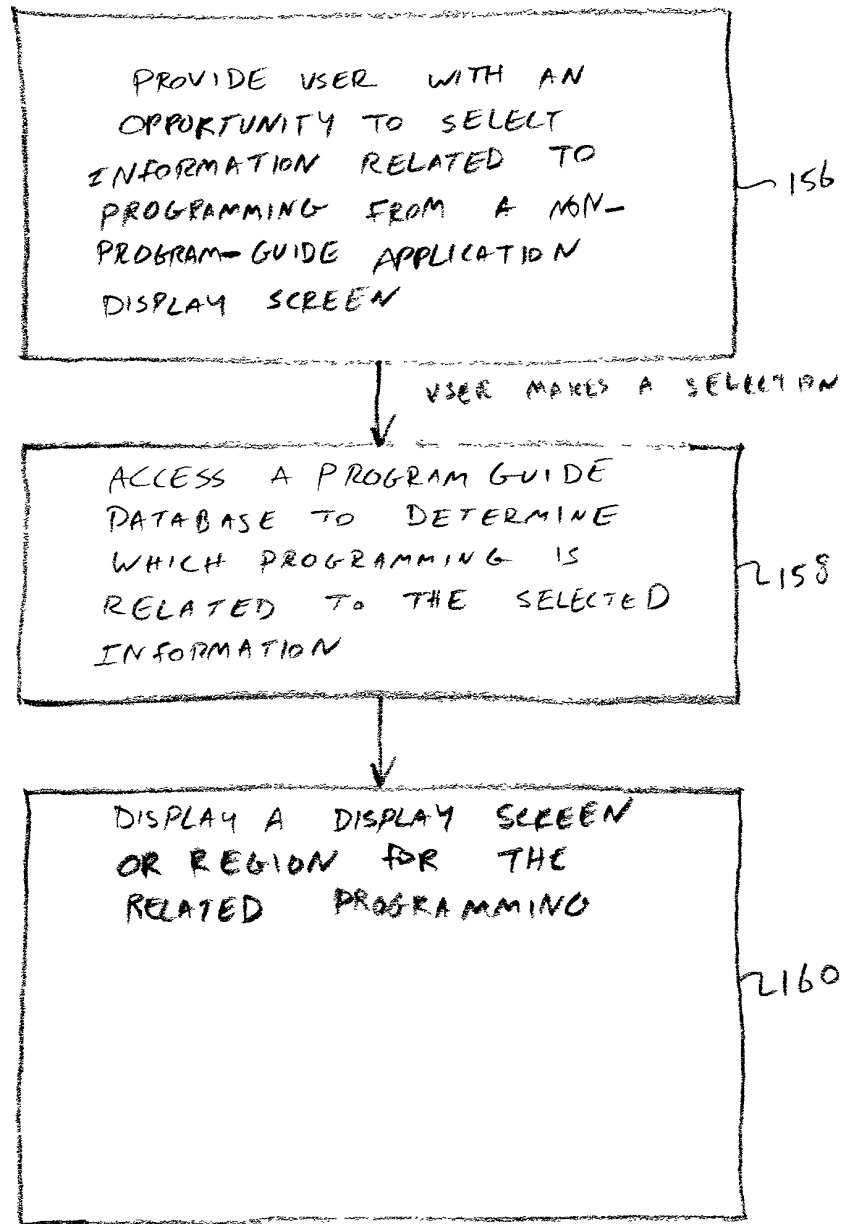 PROVIDE USER WITH AN
OPPORTUNITY TO SELECT
INFORMATION RELATED TO
PROGRAMMING FROM A NON-
PROGRAM-GUIDE APPLICATION
DISPLAY SCREEN
156
USER MAKES A SELECTION
ACCESS A PROGRAM GUIDE
DATABASE TO DETERMINE
WHICH PROGRAMMING IS
RELATED TO THE SELECTED
INFORMATION
158
DISPLAY A DISPLAY SCREEN
OR REGION FOR THE
RELATED PROGRAMMING
160